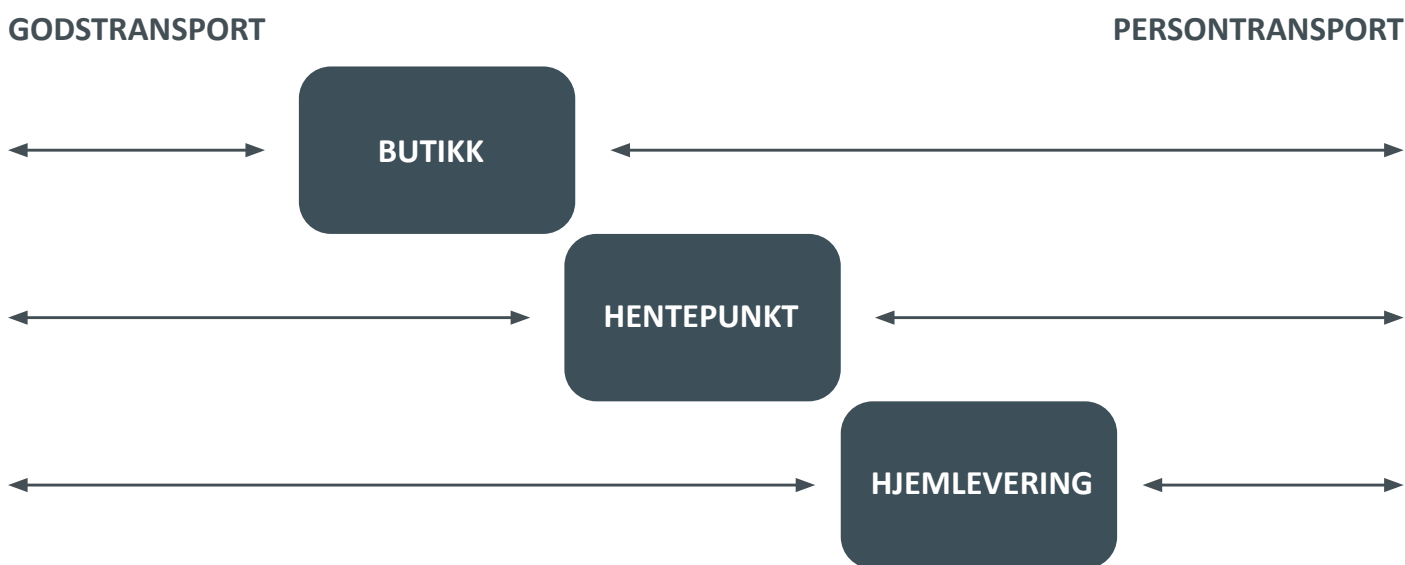 GODSTRANSPORT
PERSONTRANSPORT
BUTIKK
HENTEPUNKT
HJEMLEVERING